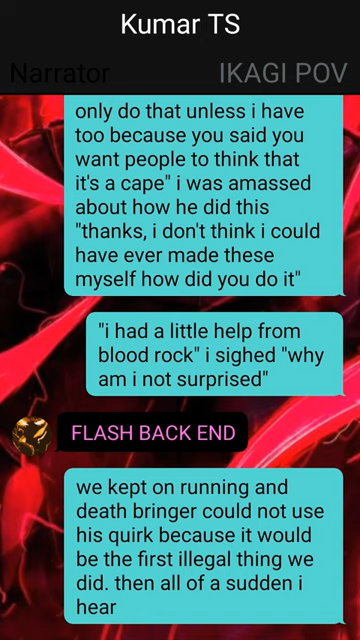 Kumar TS
Narrator
IKAGI POV
only do that unless i have
too because you said you
want people to think that
it's a cape" i was amassed
about how he did this
"thanks, i don't think i could
have ever made these
myself how did you do it"
"i had a little help from
blood rock" i sighed "why
am i not surprised"
FLASH BACK END
we kept on running and
death bringer could not use
his quirk because it would
be the first illegal thing we
did. then all of a sudden i
hear